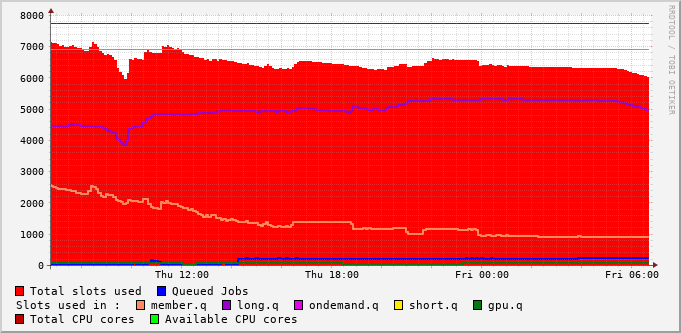 8000
7000
6000
5000
4000
3000
2000
1000
0
Thu 12:00 Thu 18:00 Fri 00:00 Fri 06:00
RRDTOOL / TOBI OETIKER
Total slots used Queued Jobs
Slots used in : member.q long.q ondemand.q short.q gpu.q
Total CPU cores Available CPU cores